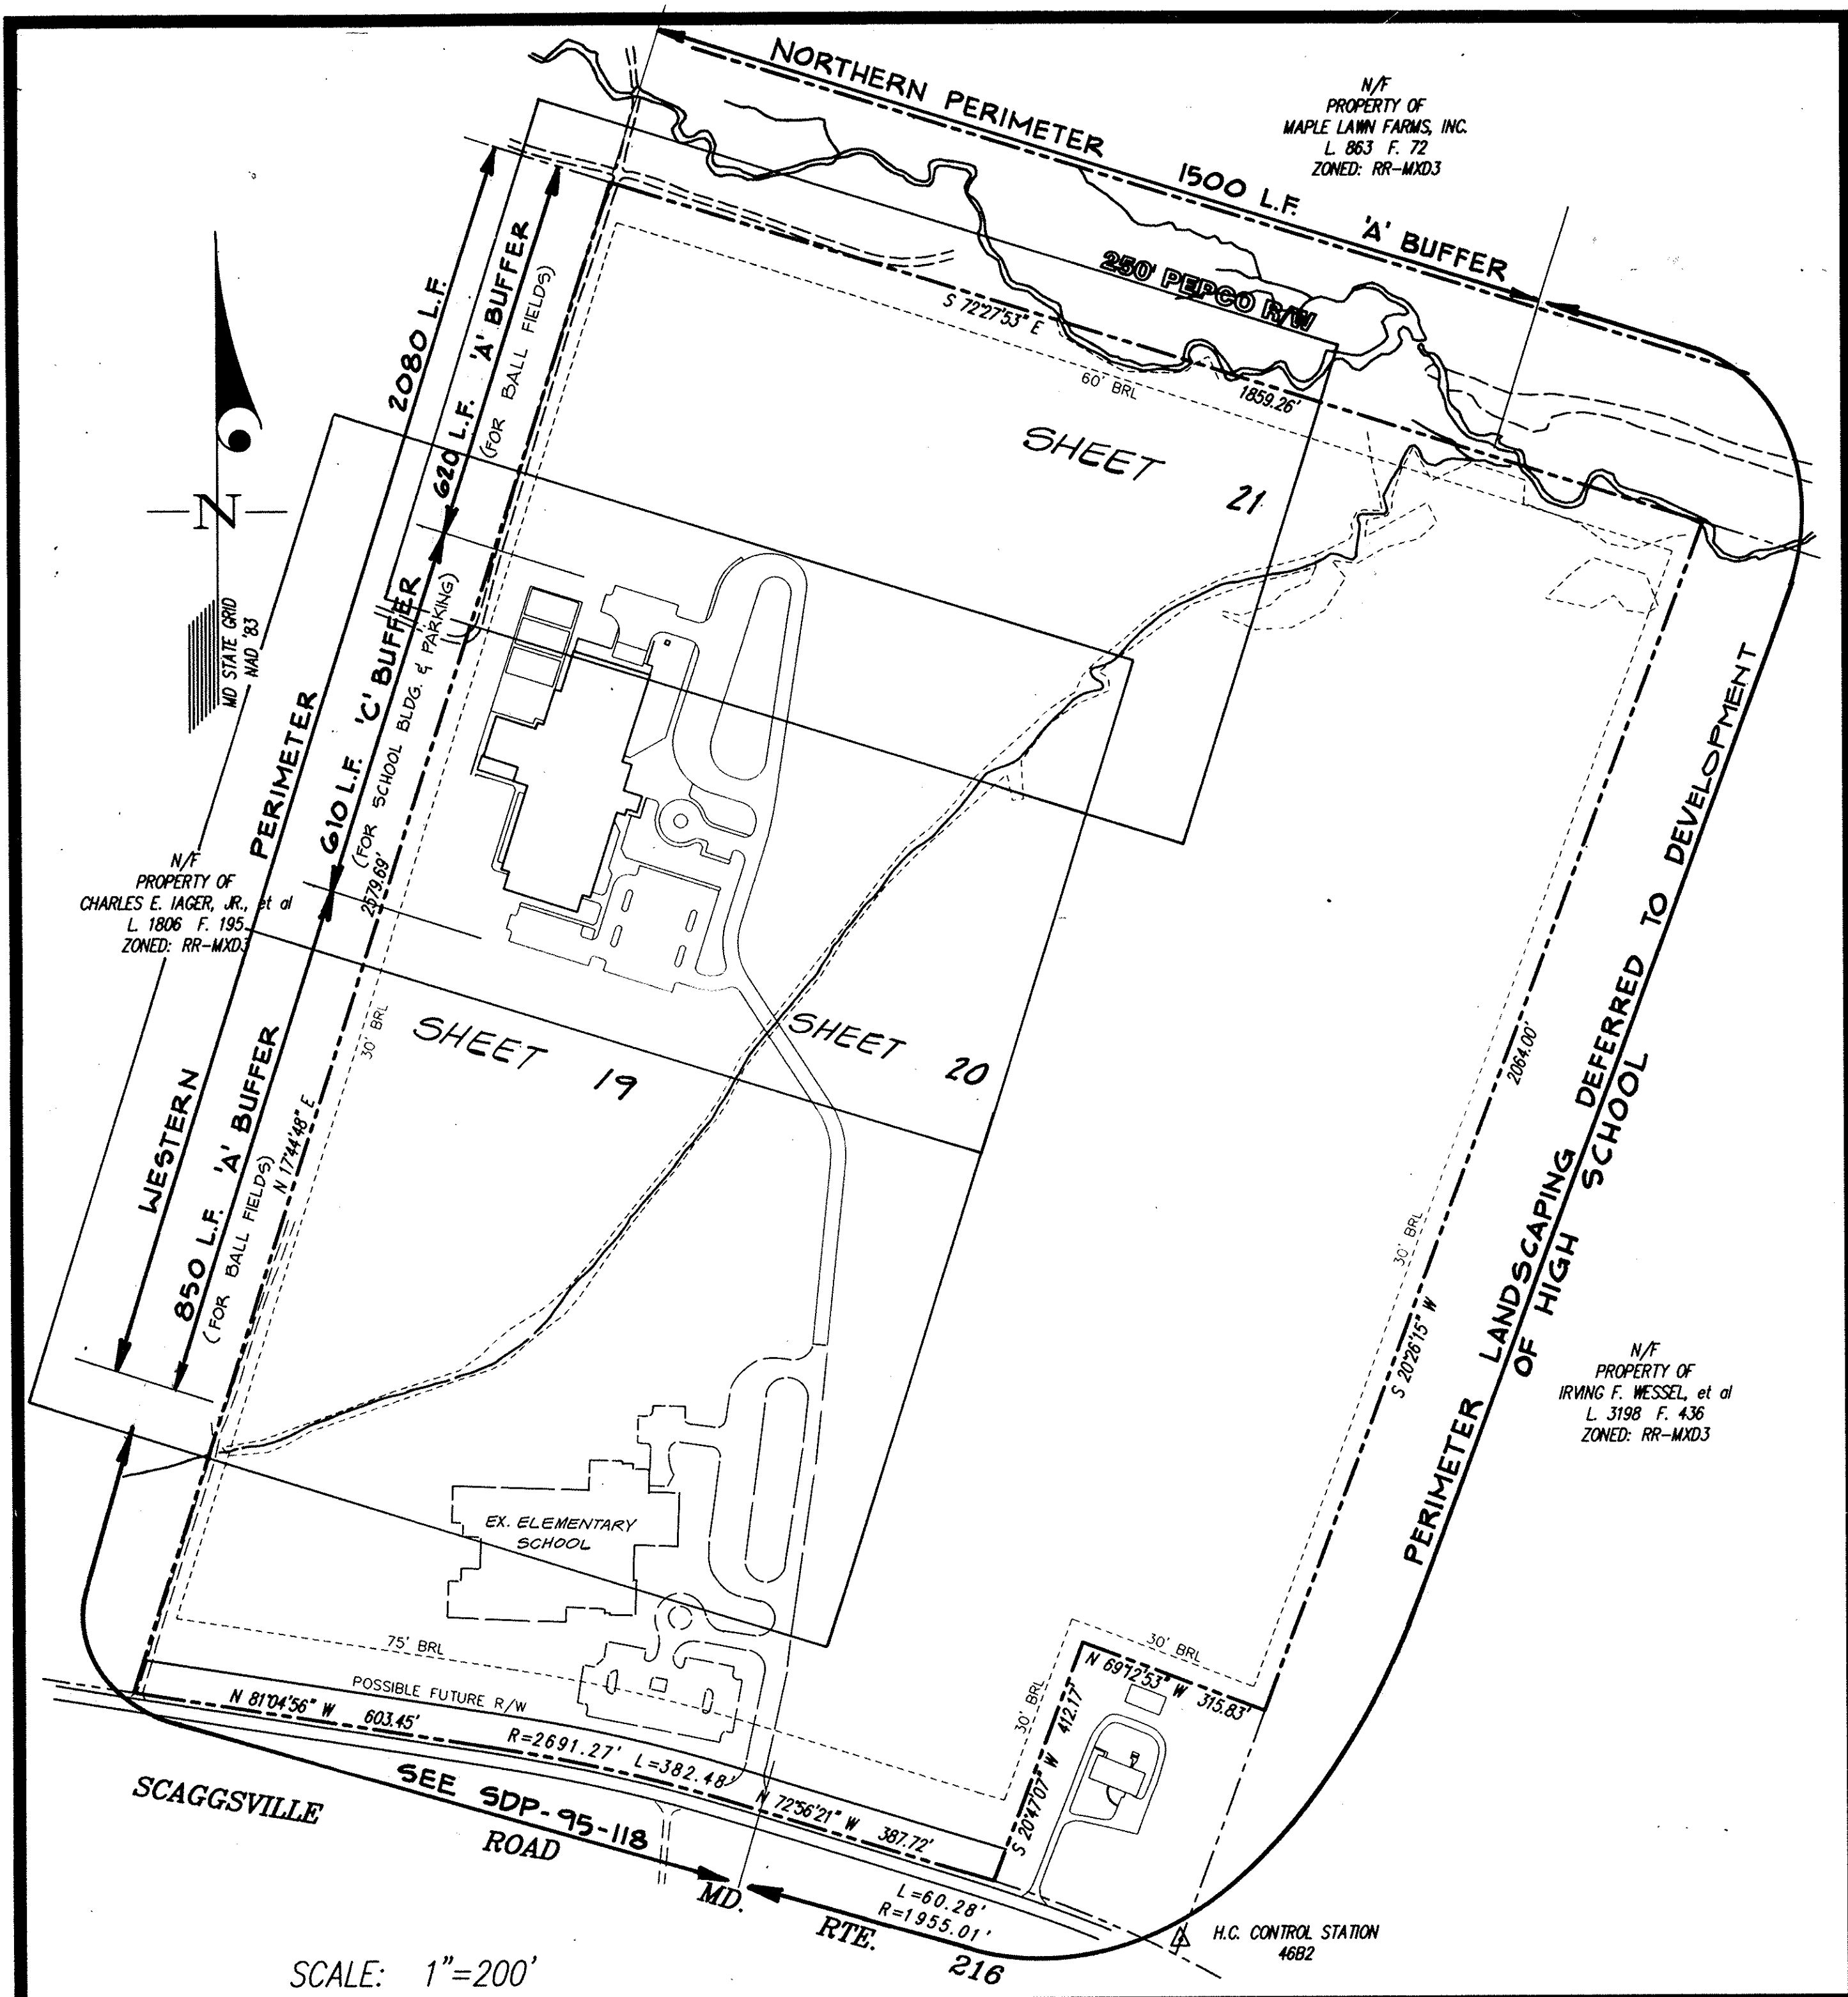 NORTHERN PERIMETER 1500 L.F. 'A' BUFFER
N/F
PROPERTY OF
MAPLE LAWN FARMS, INC.
L. 863 F. 72
ZONED: RR-MXD3
250' PEPCO R/W
S 72°27'53" E
1859.26'
60' BRL
2080 L.F.
620 L.F. 'A' BUFFER
(FOR BALL FIELDS)
SHEET 21
N
MD STATE GRID
NAD '83
610 L.F. 'C' BUFFER
(FOR SCHOOL BLDG. & PARKING)
WESTERN PERIMETER
N/F
PROPERTY OF
CHARLES E. IAGER, JR., et al
L. 1806 F. 195
ZONED: RR-MXD3
2579.69'
30' BRL
SHEET 19
SHEET 20
850 L.F. 'A' BUFFER
(FOR BALL FIELDS)
N 17°44'48" E
PERIMETER LANDSCAPING DEFERRED TO DEVELOPMENT
OF HIGH SCHOOL
2064.00'
30' BRL
S 20°26'15" W
N/F
PROPERTY OF
IRVING F. WESSEL, et al
L. 3198 F. 436
ZONED: RR-MXD3
EX. ELEMENTARY
SCHOOL
75' BRL
POSSIBLE FUTURE R/W
N 81°04'56" W 603.45'
R=2691.27' L=382.48'
N 72°56'21" W 387.72'
30' BRL
30' BRL
N 69°12'53" W 315.83'
S 20°47'07" W 412.17'
SCAGGSVILLE ROAD
SEE SDP-95-118
MD. RTE. 216
L=60.28'
R=1955.01'
H.C. CONTROL STATION
46B2
SCALE: 1"=200'